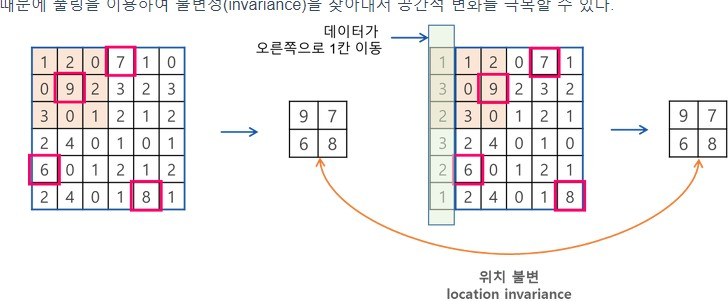 때문에 풀링을 이용하여 불변성(invariance)을 찾아내서 공간적 변화를 극복할 수 있다.
데이터가
오른쪽으로 1칸 이동
1 2 0 7 1 0
0 9 2 3 2 3
3 0 1 2 1 2
2 4 0 1 0 1
6 0 1 2 1 2
2 4 0 1 8 1
9 7
6 8
1 1 2 0 7 1
3 0 9 2 3 2
2 3 0 1 2 1
3 2 4 0 1 0
2 6 0 1 2 1
1 2 4 0 1 8
9 7
6 8
위치 불변
location invariance